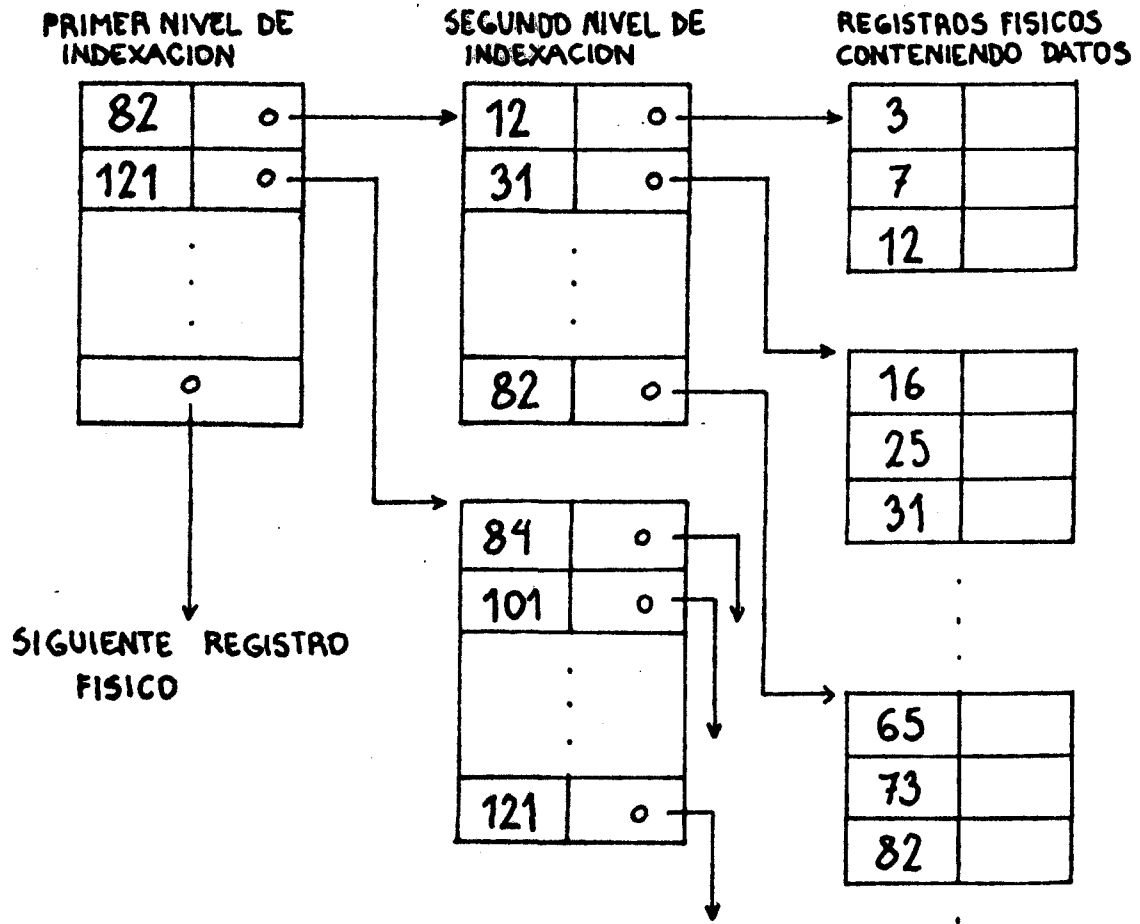 PRIMER NIVEL DE
INDEXACION
SEGUNDO NIVEL DE
INDEXACION
REGISTROS FISICOS
CONTENIENDO DATOS
82
121
SIGUIENTE REGISTRO
FISICO
12
31
82
84
101
121
3
7
12
16
25
31
65
73
82